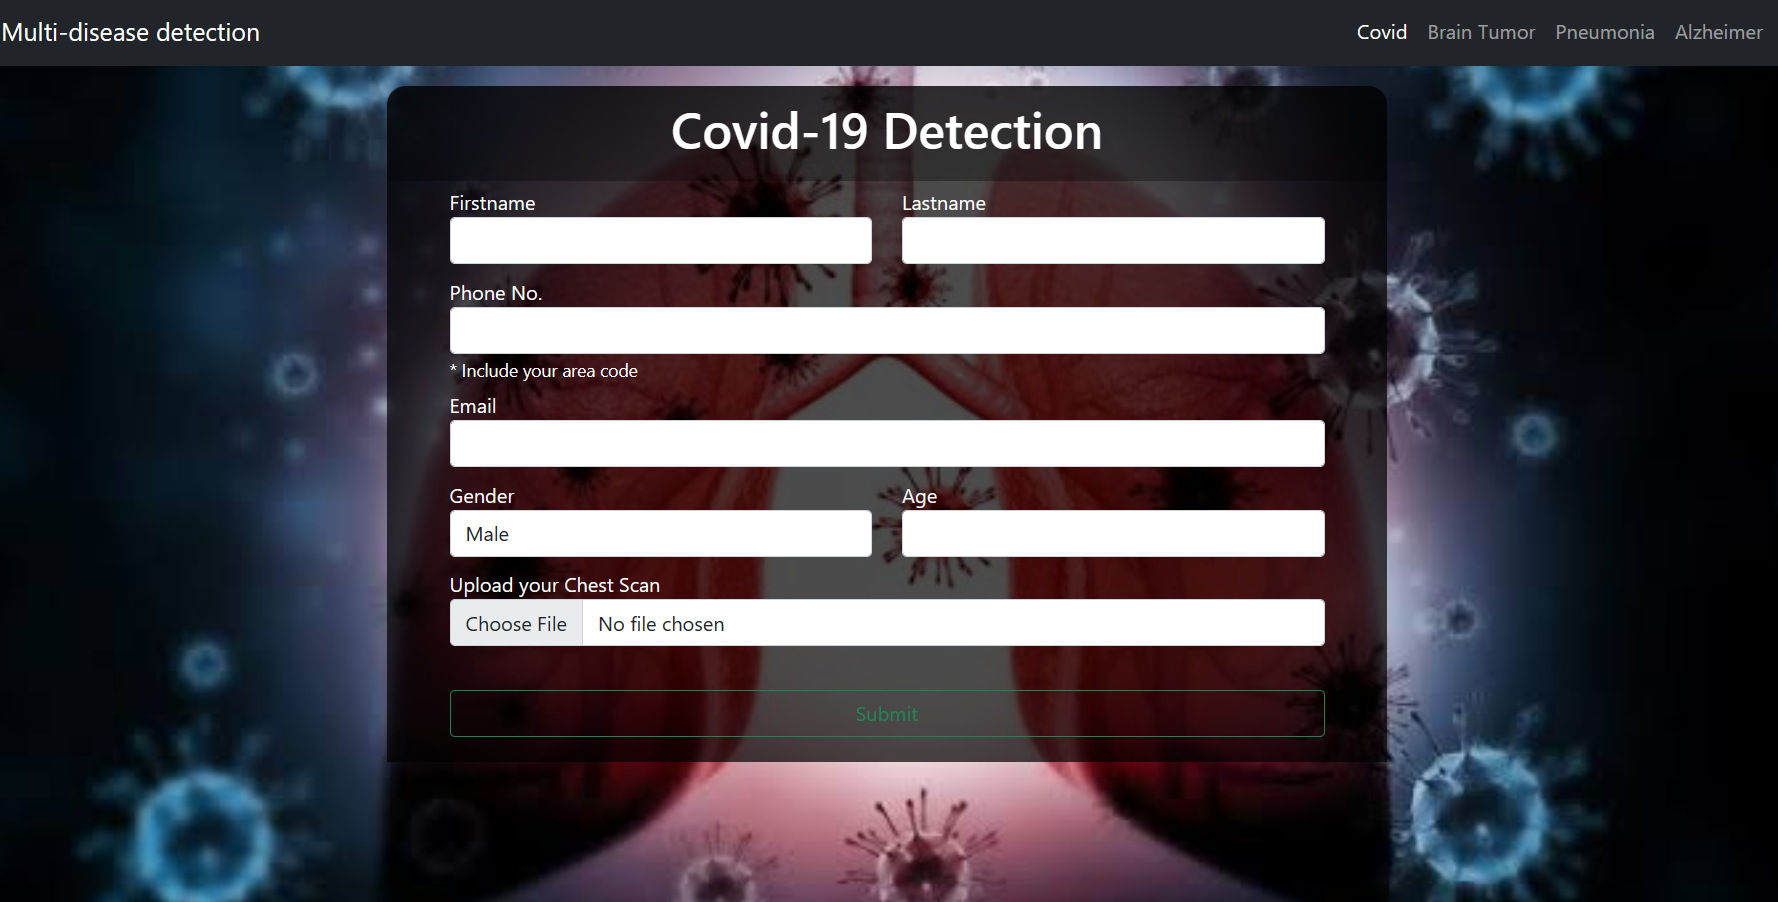 Multi-disease detection
Covid Brain Tumor Pneumonia Alzheimer
Covid-19 Detection
Firstname Lastname
Phone No.
* Include your area code
Email
Gender Age
Male
Upload your Chest Scan
Choose File No file chosen
Submit